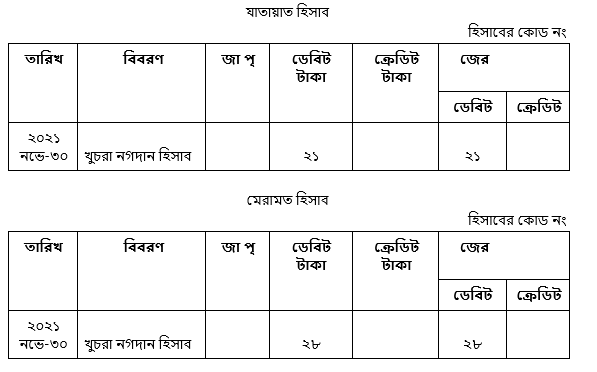 যাতায়াত হিসাব
হিসাবের কোড নং
তারিখ বিবরণ জা পৃ ডেবিট টাকা ক্রেডিট টাকা জের
ডেবিট ক্রেডিট
২০২১
নভে-৩০ খুচরা নগদান হিসাব ২১ ২১
মেরামত হিসাব
হিসাবের কোড নং
তারিখ বিবরণ জা পৃ ডেবিট টাকা ক্রেডিট টাকা জের
ডেবিট ক্রেডিট
২০২১
নভে-৩০ খুচরা নগদান হিসাব ২৮ ২৮